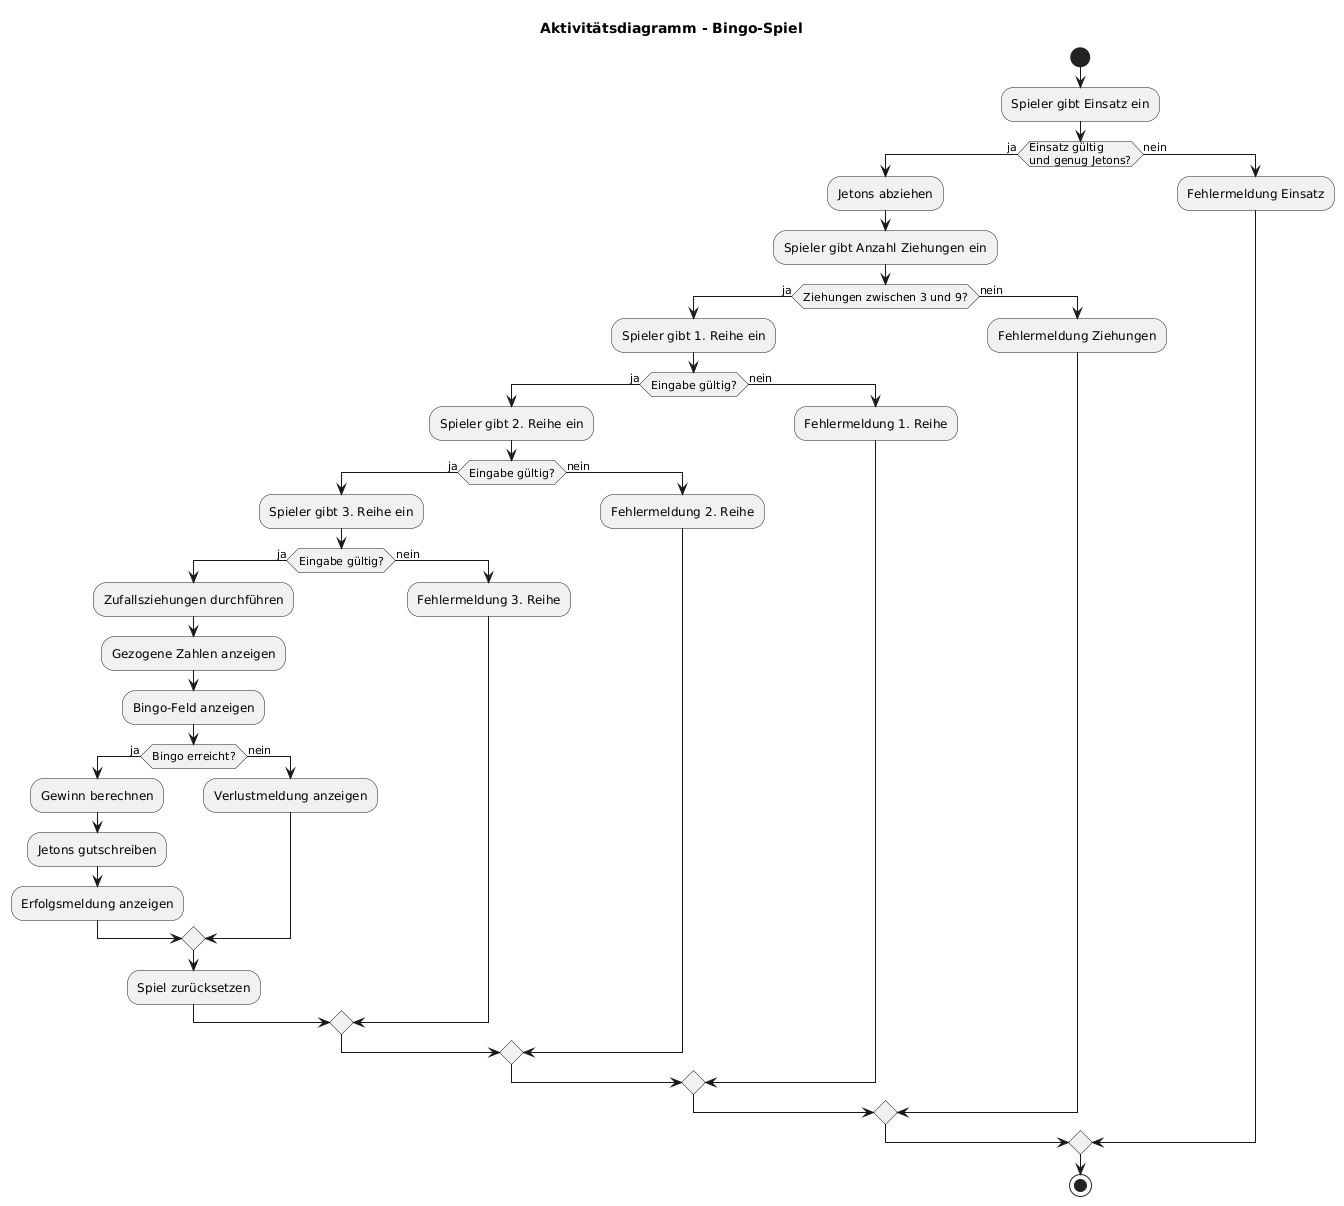 Aktivitätsdiagramm - Bingo-Spiel
Spieler gibt Einsatz ein
ja
Einsatz gültig
und genug Jetons?
nein
Jetons abziehen
Fehlermeldung Einsatz
Spieler gibt Anzahl Ziehungen ein
ja
Ziehungen zwischen 3 und 9?
nein
Spieler gibt 1. Reihe ein
Fehlermeldung Ziehungen
ja
Eingabe gültig?
nein
Spieler gibt 2. Reihe ein
Fehlermeldung 1. Reihe
ja
Eingabe gültig?
nein
Spieler gibt 3. Reihe ein
Fehlermeldung 2. Reihe
ja
Eingabe gültig?
nein
Zufallsziehungen durchführen
Fehlermeldung 3. Reihe
Gezogene Zahlen anzeigen
Bingo-Feld anzeigen
ja
Bingo erreicht?
nein
Gewinn berechnen
Verlustmeldung anzeigen
Jetons gutschreiben
Erfolgsmeldung anzeigen
Spiel zurücksetzen